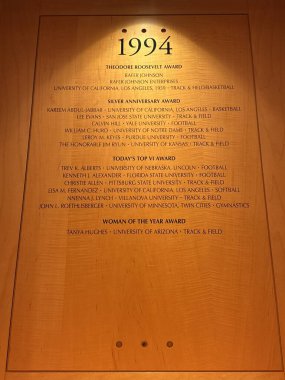 1994
THEODORE ROOSEVELT AWARD
RAFER JOHNSON
RAFER JOHNSON ENTERPRISES
UNIVERSITY OF CALIFORNIA, LOS ANGELES, 1959 · TRACK & FIELD/BASKETBALL
SILVER ANNIVERSARY AWARD
KAREEM ABDUL-JABBAR · UNIVERSITY OF CALIFORNIA, LOS ANGELES · BASKETBALL
LEE EVANS · SAN JOSE STATE UNIVERSITY · TRACK & FIELD
CALVIN HILL · YALE UNIVERSITY · FOOTBALL
WILLIAM C. HURD · UNIVERSITY OF NOTRE DAME · TRACK & FIELD
LEROY M. KEYES · PURDUE UNIVERSITY · FOOTBALL
THE HONORABLE JIM RYUN · UNIVERSITY OF KANSAS · TRACK & FIELD
TODAY'S TOP VI AWARD
TREV K. ALBERTS · UNIVERSITY OF NEBRASKA, LINCOLN · FOOTBALL
KENNETH L. ALEXANDER · FLORIDA STATE UNIVERSITY · FOOTBALL
CHRISTIE ALLEN · PITTSBURG STATE UNIVERSITY · TRACK & FIELD
LISA M. FERNANDEZ · UNIVERSITY OF CALIFORNIA, LOS ANGELES · SOFTBALL
NNENNA J. LYNCH · VILLANOVA UNIVERSITY · TRACK & FIELD
JOHN L. ROETHLISBERGER · UNIVERSITY OF MINNESOTA, TWIN CITIES · GYMNASTICS
WOMAN OF THE YEAR AWARD
TANYA HUGHES · UNIVERSITY OF ARIZONA · TRACK & FIELD